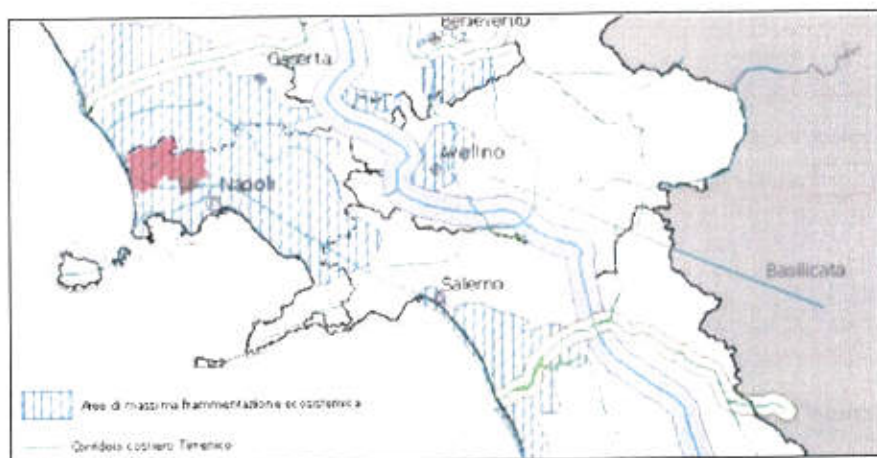 Benevento
Caserta
Avellino
Napoli
Basilicata
Salerno
Aree di massima frammentazione ecosistemica
Corridoio costiero Tirrenico